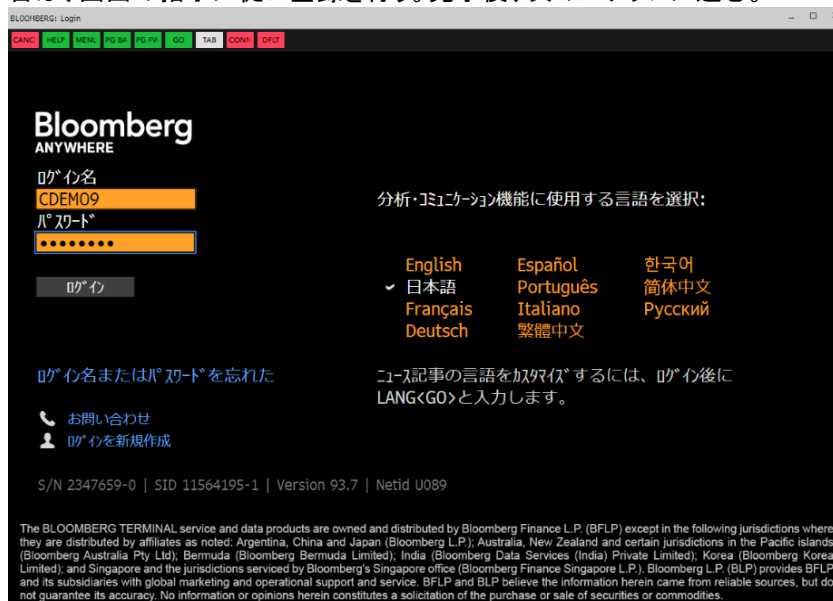 BLOOMBERG: Login
CANC HELP MENU PG BA PG FW GO TAB CONN DFLT
Bloomberg
ANYWHERE
ﾛｸﾞｲﾝ名
CDEMO9
ﾊﾟｽﾜｰﾄﾞ
ﾛｸﾞｲﾝ
分析・ｺﾐｭﾆｹｰｼｮﾝ機能に使用する言語を選択:
English Español 한국어
日本語 Português 简体中文
Français Italiano Русский
Deutsch 繁體中文
ﾛｸﾞｲﾝ名またはﾊﾟｽﾜｰﾄﾞを忘れた
お問い合わせ
ﾛｸﾞｲﾝを新規作成
ﾆｭｰｽ記事の言語をｶｽﾀﾏｲｽﾞするには、ﾛｸﾞｲﾝ後に
LANG<GO>と入力します。
S/N 2347659-0 | SID 11564195-1 | Version 93.7 | Netid U089
The BLOOMBERG TERMINAL service and data products are owned and distributed by Bloomberg Finance L.P. (BFLP) except in the following jurisdictions where
they are distributed by affiliates as noted: Argentina, China and Japan (Bloomberg L.P.); Australia, New Zealand and certain jurisdictions in the Pacific islands
(Bloomberg Australia Pty Ltd); Bermuda (Bloomberg Bermuda Limited); India (Bloomberg Data Services (India) Private Limited); Korea (Bloomberg Korea
Limited); and Singapore and the jurisdictions serviced by Bloomberg's Singapore office (Bloomberg Finance Singapore L.P.). Bloomberg L.P. (BLP) provides BFLP
and its subsidiaries with global marketing and operational support and service. BFLP and BLP believe the information herein came from reliable sources, but do
not guarantee its accuracy. No information or opinions herein constitutes a solicitation of the purchase or sale of securities or commodities.